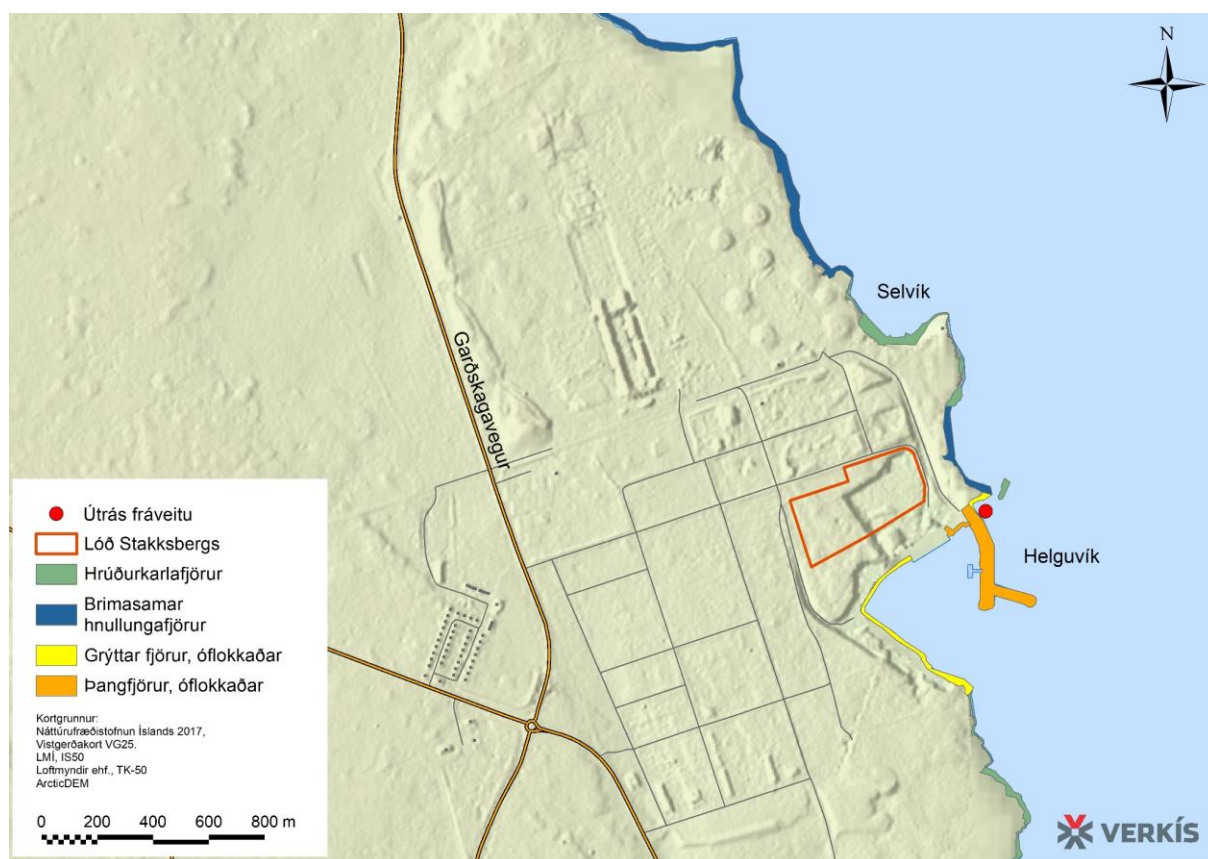 N
Selvík
Garðskagavegur
Helguvík
Útrás fráveitu
Lóð Stakksbergs
Hrúðurkarlafjörur
Brimasamar
hnullungafjörur
Grýttar fjörur, óflokkaðar
Þangfjörur, óflokkaðar
Kortgrunnur:
Náttúrufræðistofnun Íslands 2017,
Vistgerðakort VG25.
LMÍ, IS50
Loftmyndir ehf., TK-50
ArcticDEM
0 200 400 600 800 m
VERKÍS